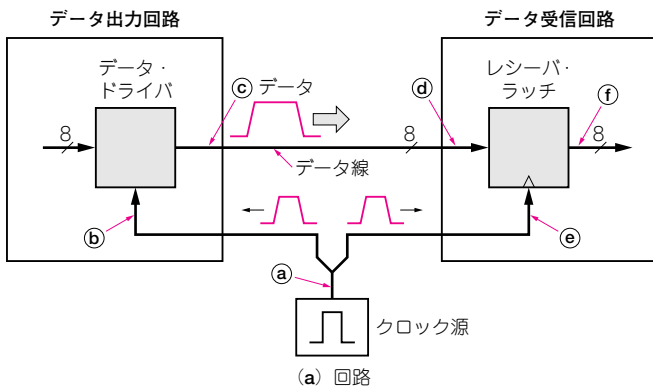 データ出力回路
データ受信回路
データ・
ドライバ
ⓒ データ
ⓓ
レシーバ・
ラッチ
ⓕ
8
8
8
データ線
ⓑ
ⓔ
ⓐ
クロック源
(a) 回路